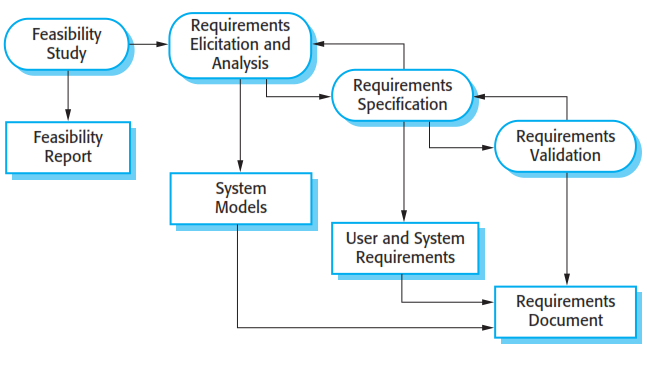 Feasibility
Study
Requirements
Elicitation and
Analysis
Requirements
Specification
Requirements
Validation
Feasibility
Report
System
Models
User and System
Requirements
Requirements
Document